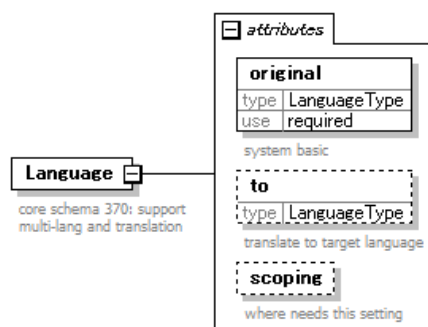 attributes
original
type LanguageType
use required
system basic
Language
core schema 370: support
multi-lang and translation
to
type LanguageType
translate to target language
scoping
where needs this setting